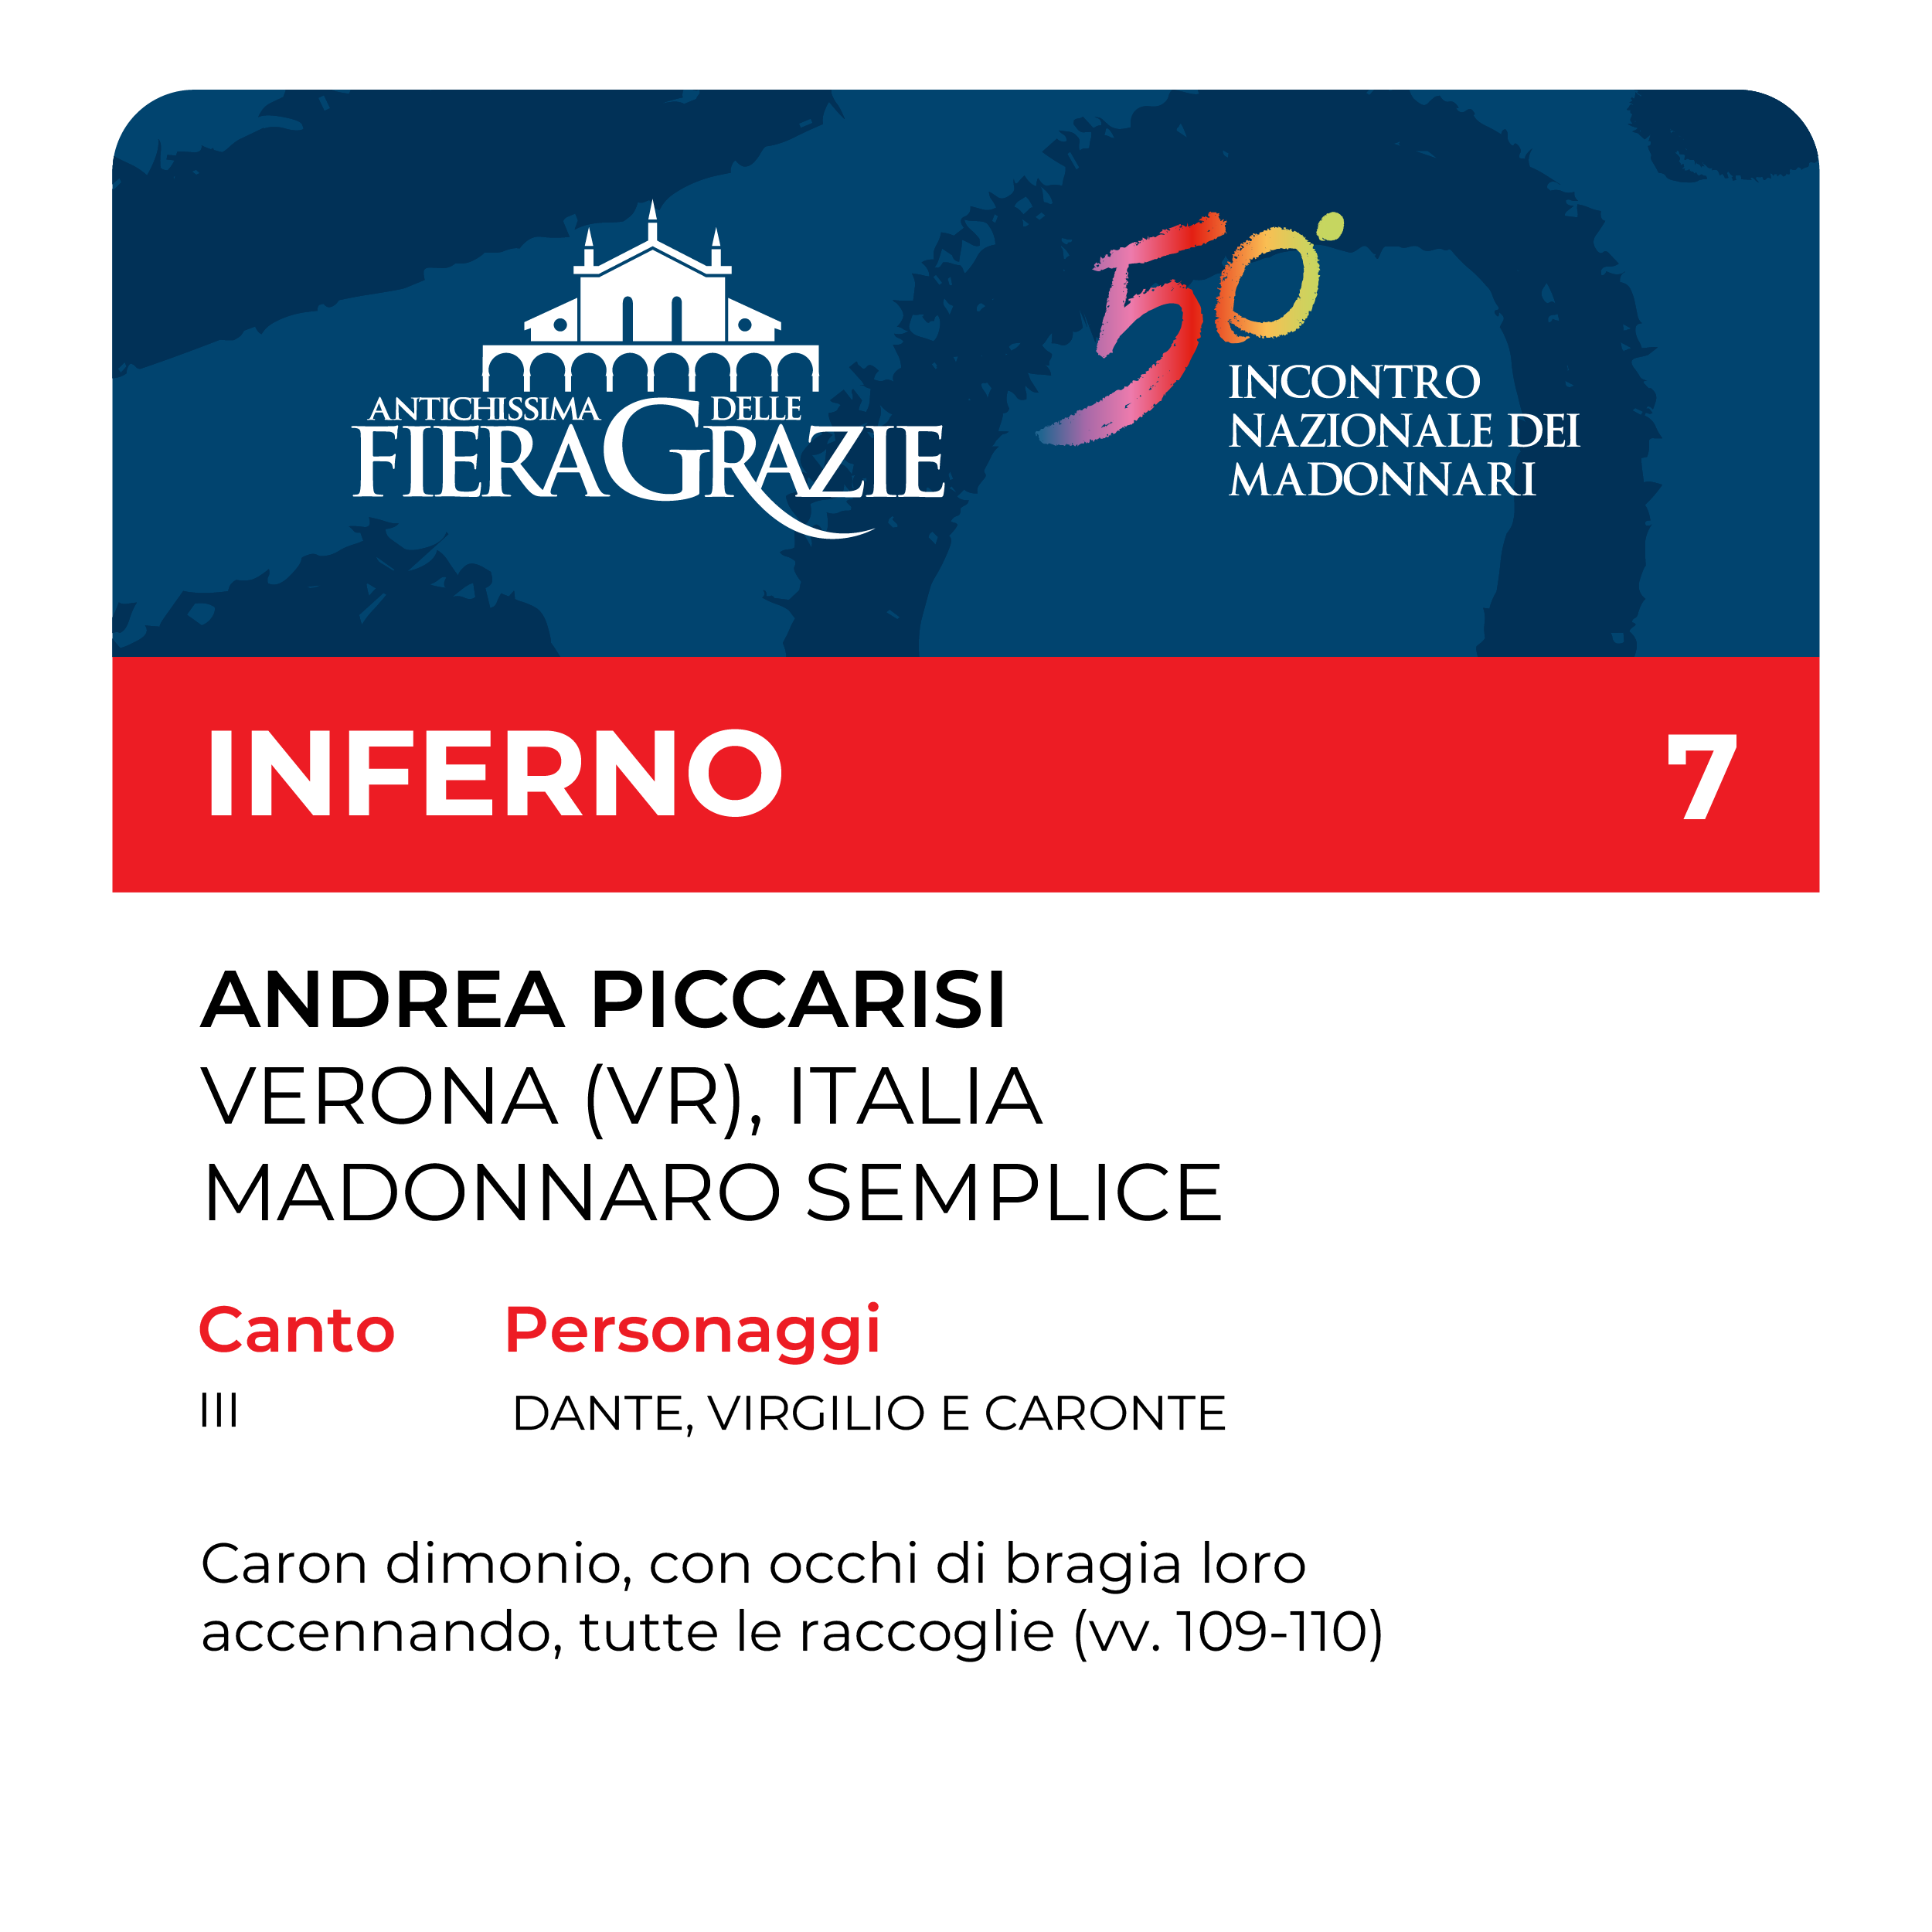 ANTICHISSIMA
FIERA DELLE GRAZIE
50°
INCONTRO
NAZIONALE DEI
MADONNARI
INFERNO 7
ANDREA PICCARISI
VERONA (VR), ITALIA
MADONNARO SEMPLICE
Canto Personaggi
III DANTE, VIRGILIO E CARONTE
Caron dimonio, con occhi di bragia loro
accennando, tutte le raccoglie (vv. 109-110)